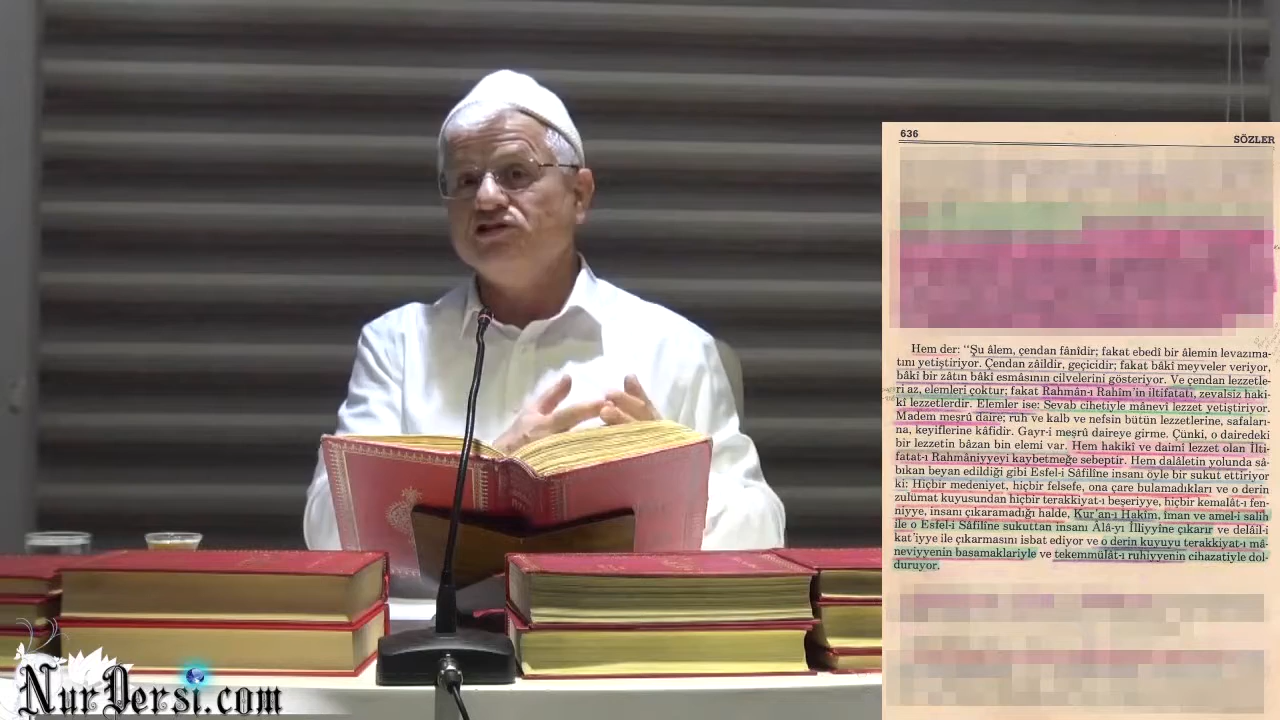 636
SÖZLER
Hem der: “Şu âlem, çendan fânîdir; fakat ebedî bir âlemin levazıma-
tını yetiştiriyor. Çendan zâildir, geçicidir; fakat bâki meyveler veriyor,
bâki bir zâtın bâki esmâsının cilvelerini gösteriyor. Ve çendan lezzetle-
ri az, elemleri çoktur; fakat Rahmân-ı Rahîm'in iltifatatı, zevalsiz haki-
kî lezzetlerdir. Elemler ise; Sevab cihetiyle mânevî lezzet yetiştiriyor.
Madem meşrû daire; ruh ve kalb ve nefsin bütün lezzetlerine, safaları-
na, keyiflerine kâfidir. Gayr-i meşrû daireye girme. Çünki, o dairedeki
bir lezzetin bâzan bin elemi var. Hem hakikî ve daimî lezzet olan İlti-
fatat-ı Rahmâniyyeyi kaybetmeğe sebeptir. Hem dalâletin yolunda sâ-
bıkan beyan edildiği gibi Esfel-i Sâfilîne insanı öyle bir sukut ettiriyor
ki: Hiçbir medeniyet, hiçbir felsefe, ona çare bulamadıkları ve o derin
zulümat kuyusundan hiçbir terakkiyat-ı beşeriyye, hiçbir kemalât-ı fen-
niyye, insanı çıkaramadığı halde, Kur'an-ı Hakîm, iman ve amel-i salih
ile o Esfel-i Sâfilîne sukuttan insanı Âlâ-yı İlliyyîne çıkarır ve delâil-i
kat'iyye ile çıkarmasını isbat ediyor ve o derin kuyuyu terakkiyat-ı mâ-
neviyyenin basamaklariyle ve tekemmülât-ı ruhiyyenin cihazatiyle dol-
duruyor.
NurDersi.com